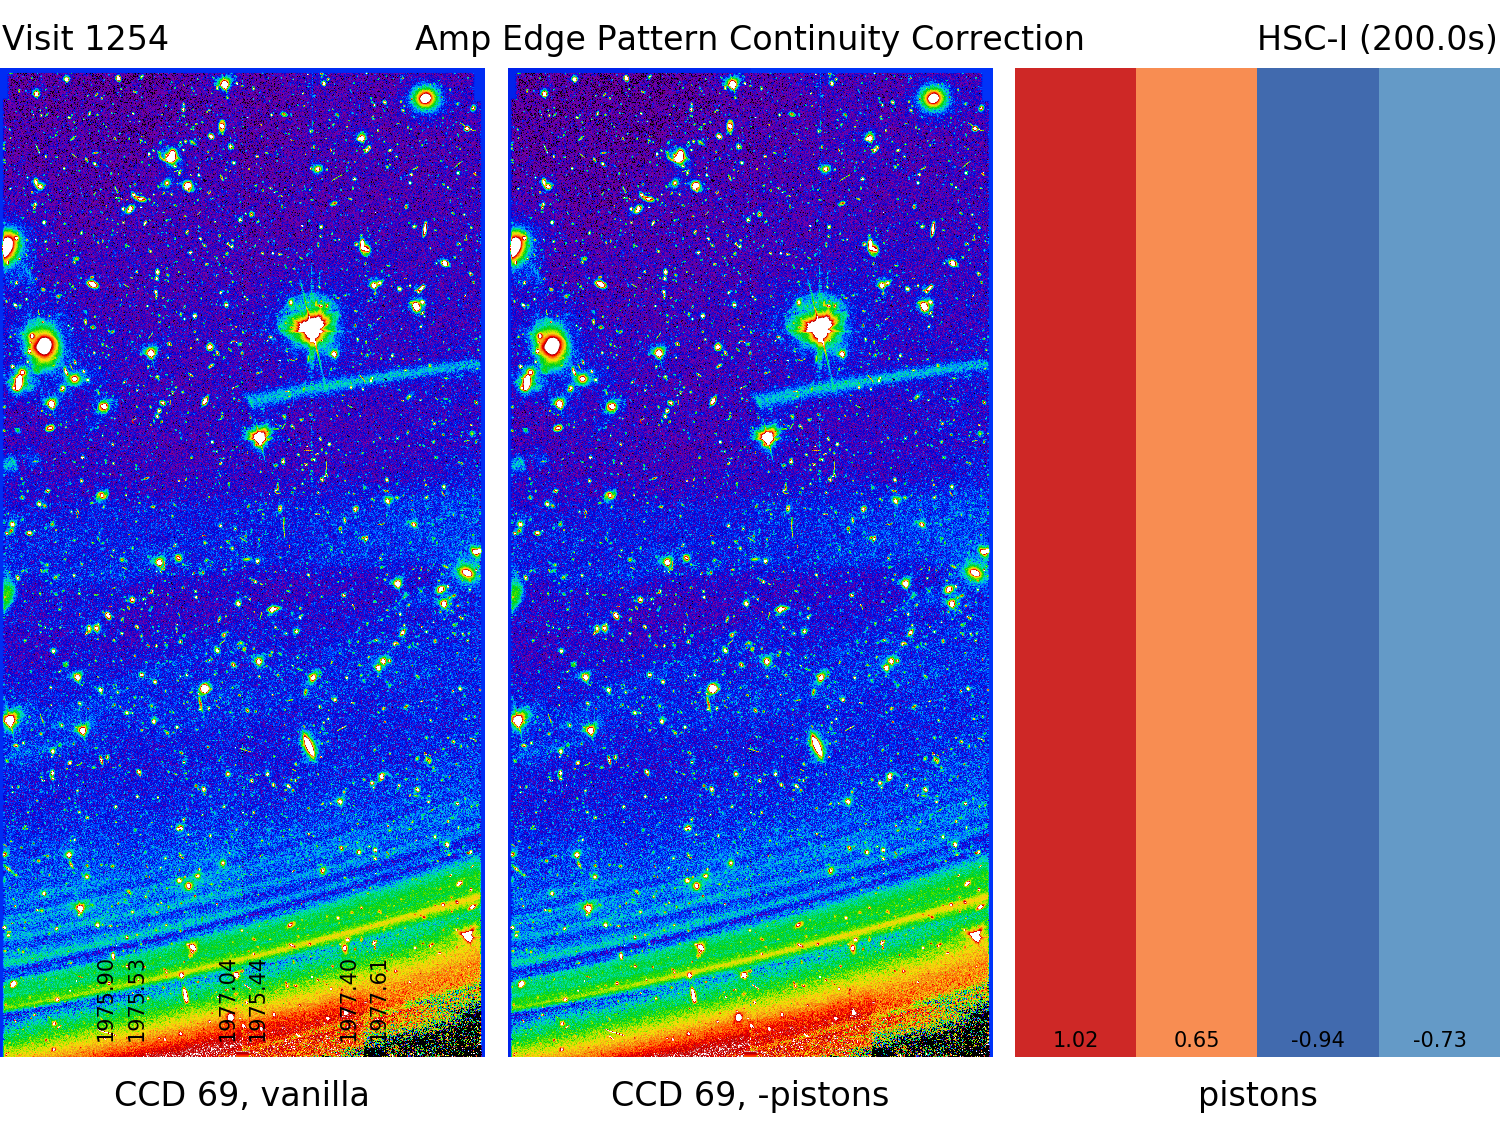 Visit 1254
Amp Edge Pattern Continuity Correction
HSC-I (200.0s)
1975.90
1975.53
1977.04
1975.44
1977.40
1977.61
1.02
0.65
-0.94
-0.73
CCD 69, vanilla
CCD 69, -pistons
pistons